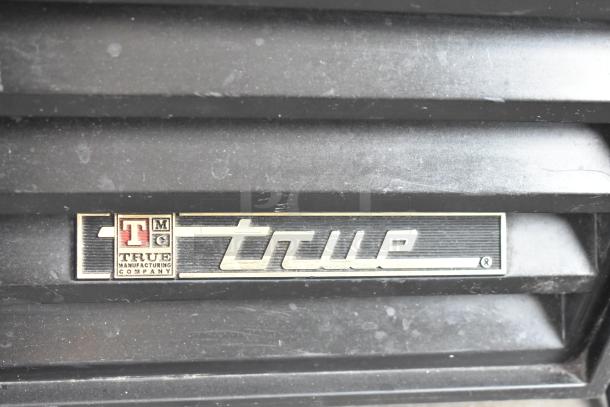 T M
C
TRUE
MANUFACTURING
COMPANY
true ®